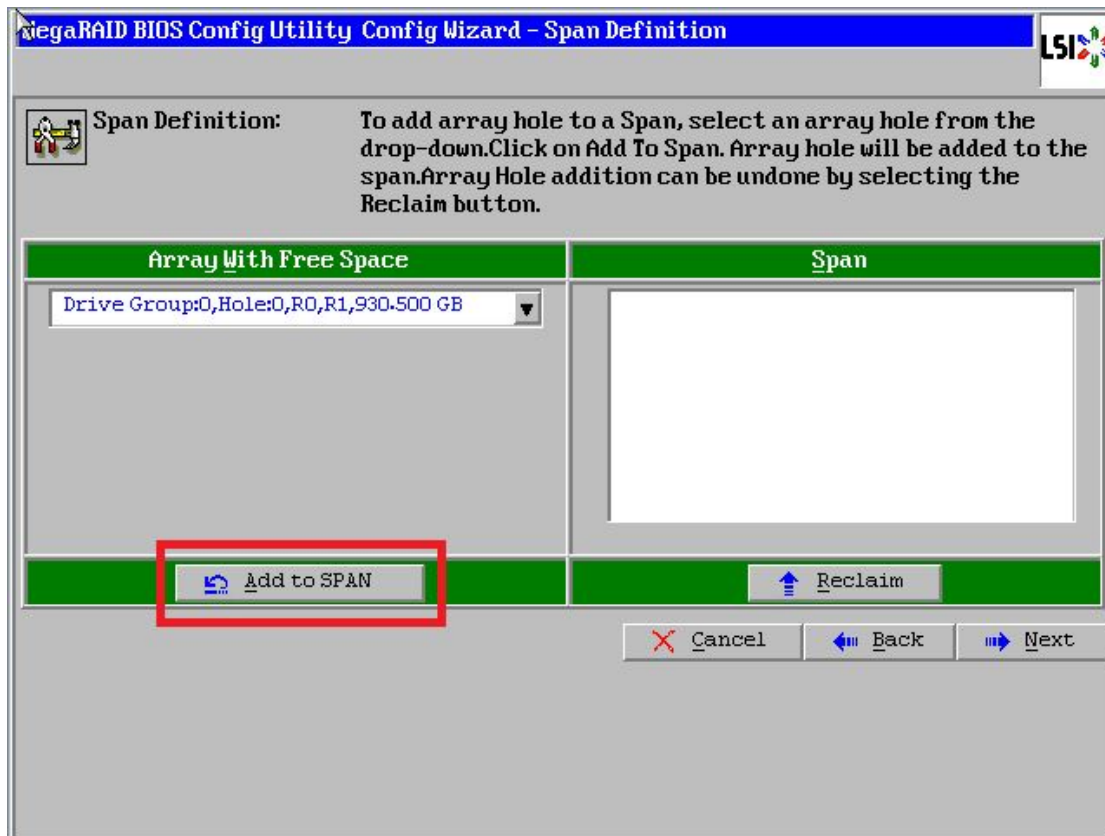 MegaRAID BIOS Config Utility Config Wizard - Span Definition
LSI
Span Definition:
To add array hole to a Span, select an array hole from the
drop-down.Click on Add To Span. Array hole will be added to the
span.Array Hole addition can be undone by selecting the
Reclaim button.
Array With Free Space
Span
Drive Group:0,Hole:0,R0,R1,930.500 GB
Add to SPAN
Reclaim
Cancel
Back
Next